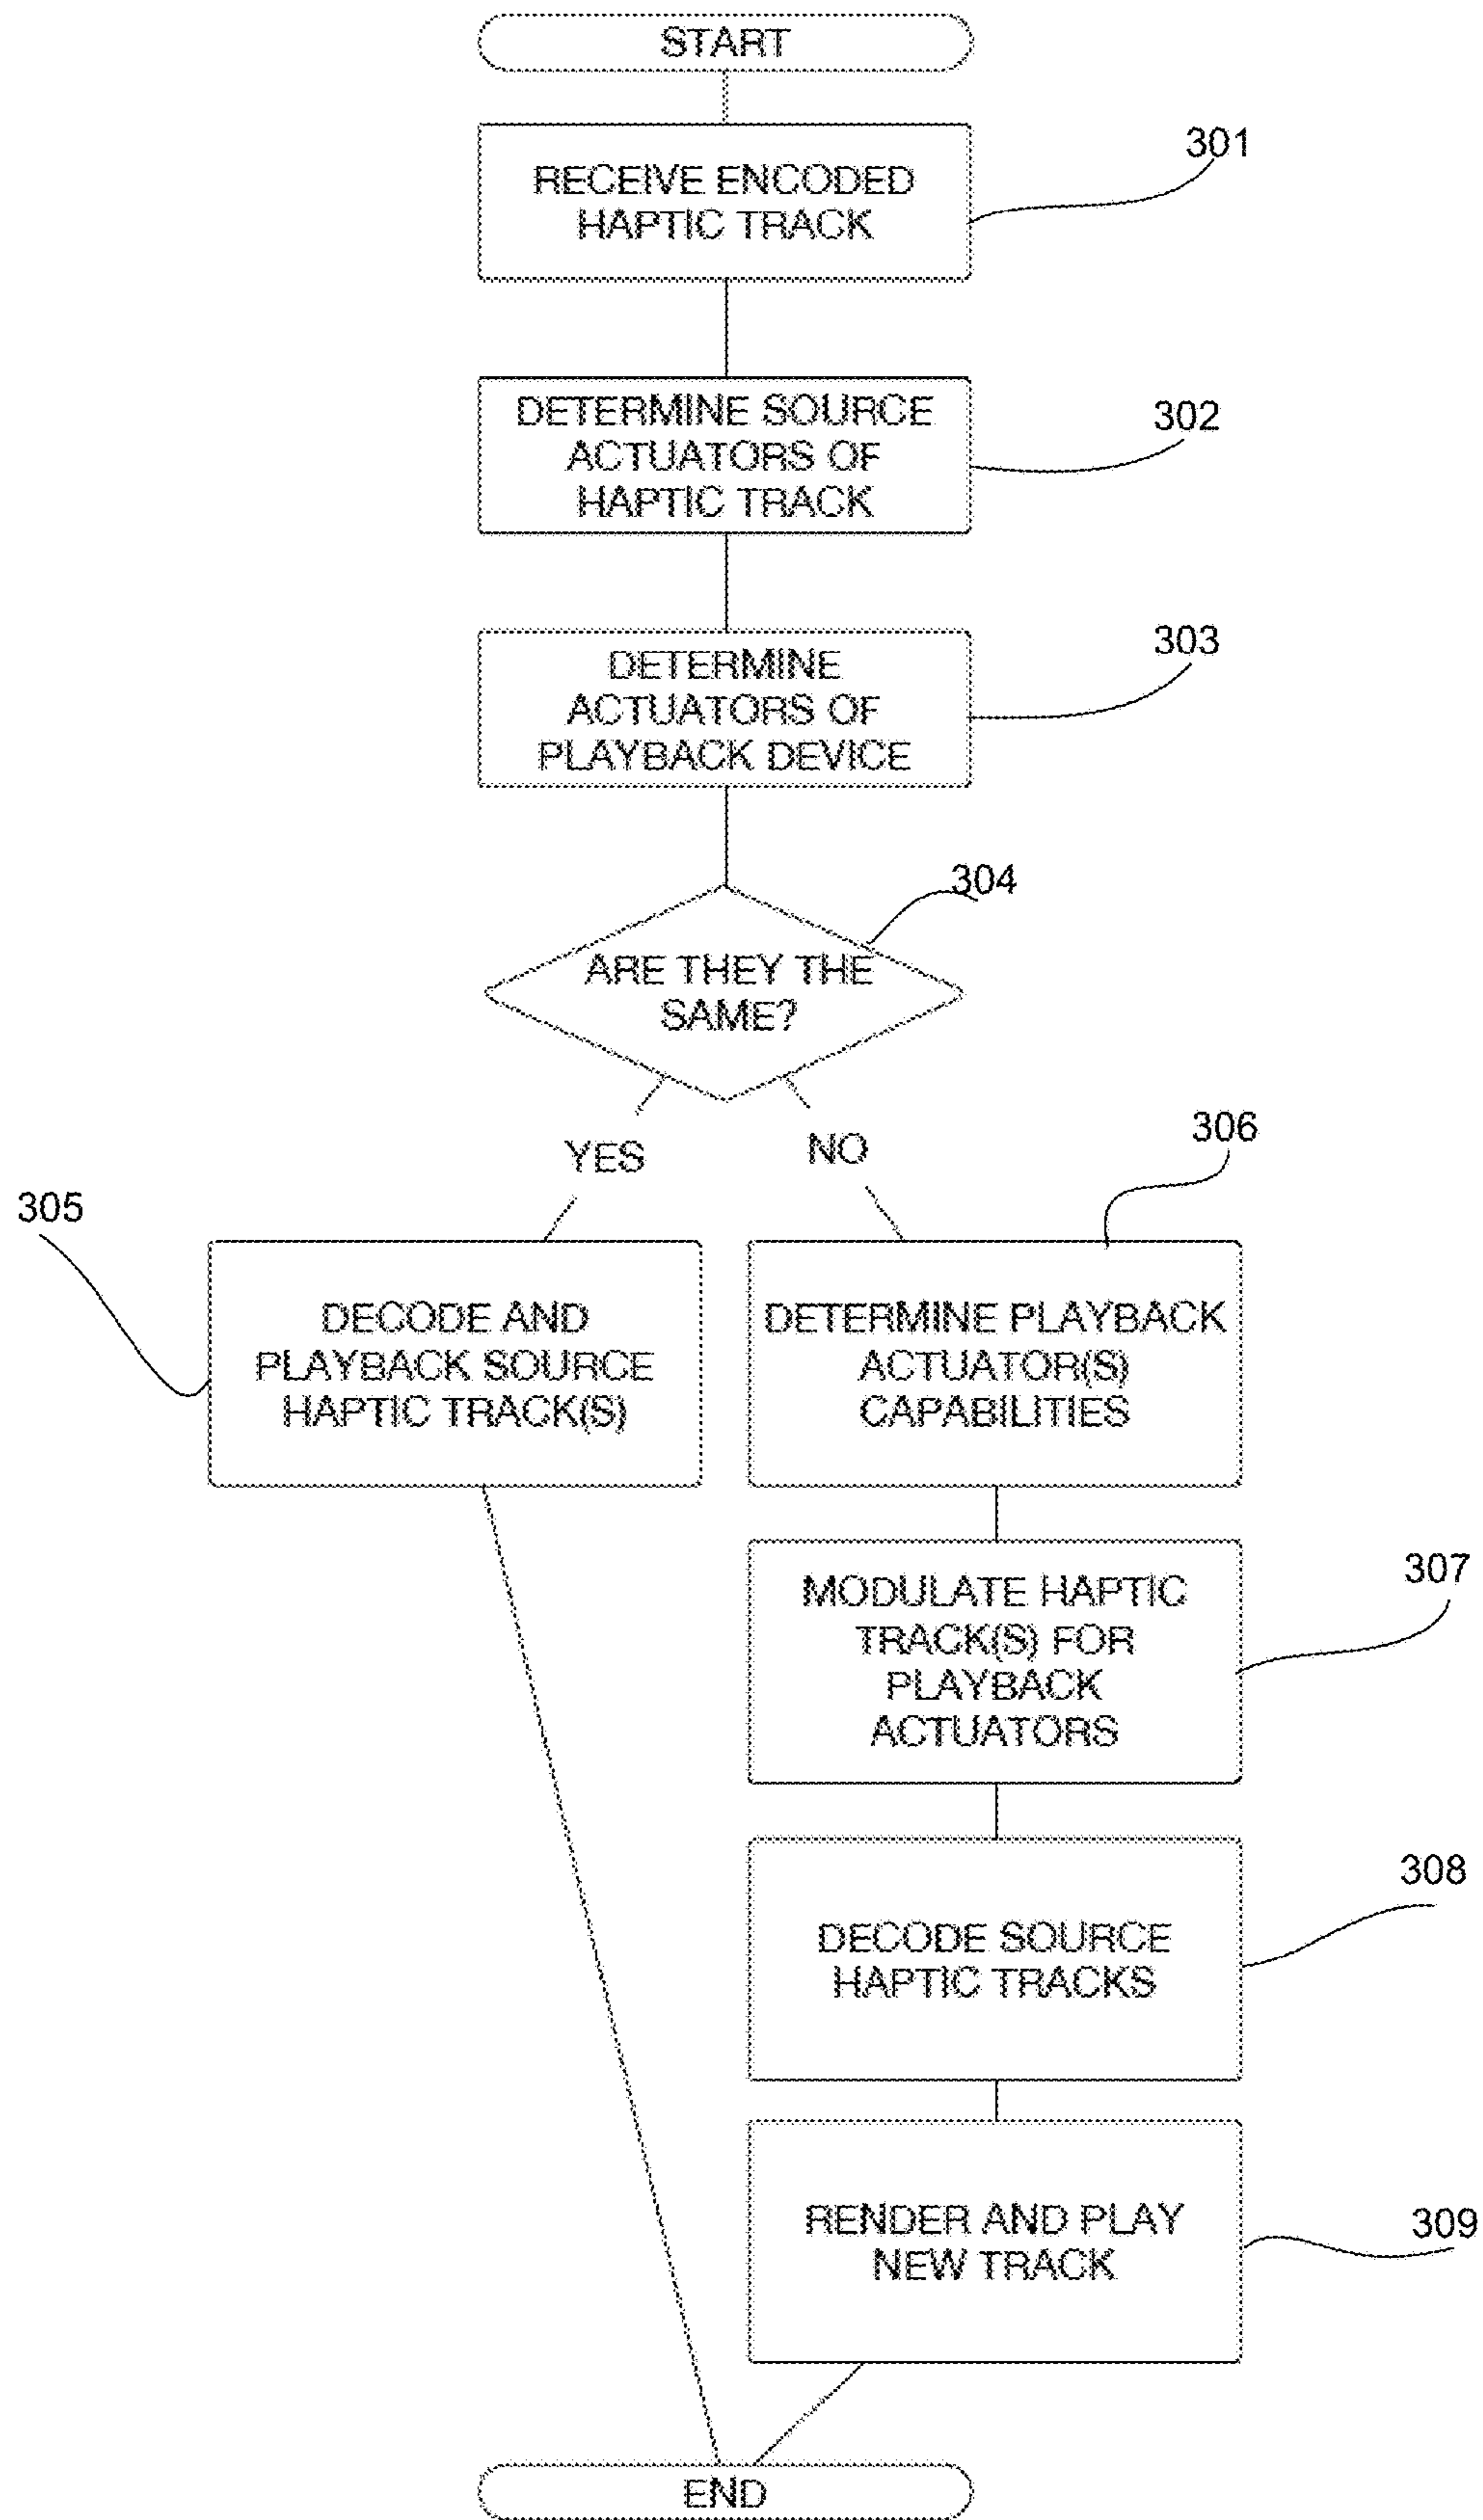 START
RECEIVE ENCODED
HAPTIC TRACK
301
DETERMINE SOURCE
ACTUATORS OF
HAPTIC TRACK
302
DETERMINE
ACTUATORS OF
PLAYBACK DEVICE
303
ARE THEY THE
SAME?
304
YES
NO
305
DECODE AND
PLAYBACK SOURCE
HAPTIC TRACK(S)
306
DETERMINE PLAYBACK
ACTUATOR(S)
CAPABILITIES
MODULATE HAPTIC
TRACK(S) FOR
PLAYBACK
ACTUATORS
307
DECODE SOURCE
HAPTIC TRACKS
308
RENDER AND PLAY
NEW TRACK
309
END